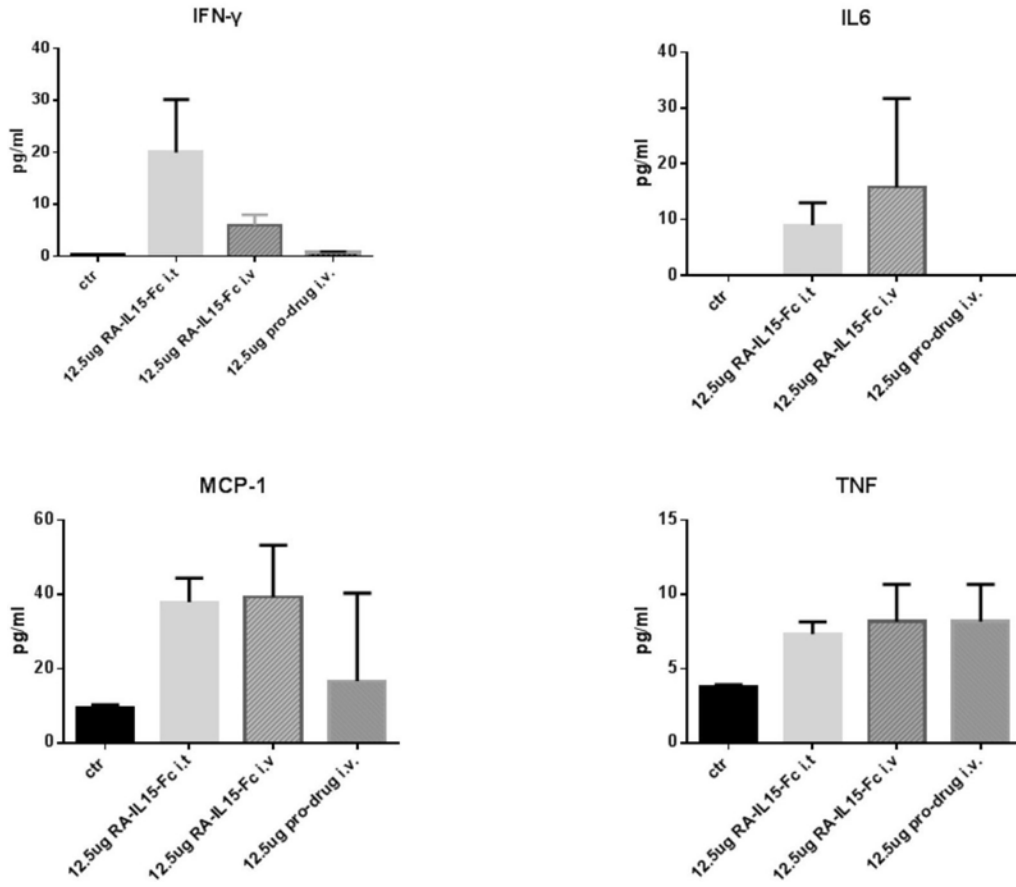 IFN-γ
40
30
20
10
0
pg/ml
ctr
12.5ug RA-IL15-Fc i.t
12.5ug RA-IL15-Fc i.v
12.5ug pro-drug i.v.
IL6
40
30
20
10
0
pg/ml
ctr
12.5ug RA-IL15-Fc i.t
12.5ug RA-IL15-Fc i.v
12.5ug pro-drug i.v.
MCP-1
60
40
20
0
pg/ml
ctr
12.5ug RA-IL15-Fc i.t
12.5ug RA-IL15-Fc i.v
12.5ug pro-drug i.v.
TNF
15
10
5
0
pg/ml
ctr
12.5ug RA-IL15-Fc i.t
12.5ug RA-IL15-Fc i.v
12.5ug pro-drug i.v.